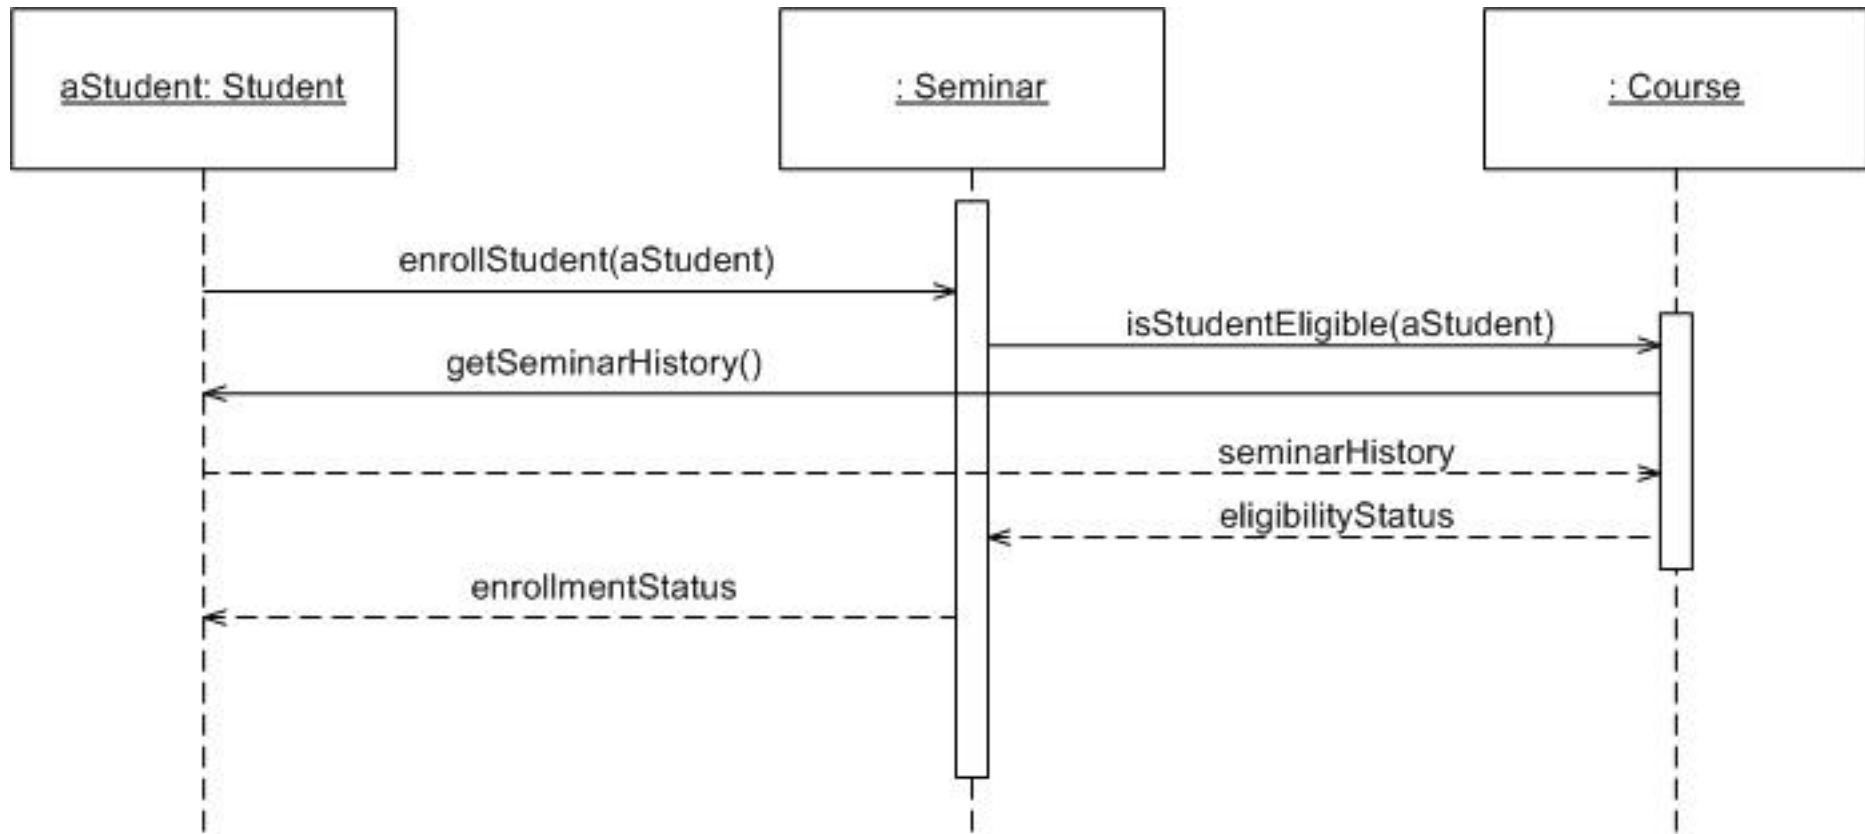 aStudent: Student
: Seminar
: Course
enrollStudent(aStudent)
isStudentEligible(aStudent)
getSeminarHistory()
seminarHistory
eligibilityStatus
enrollmentStatus